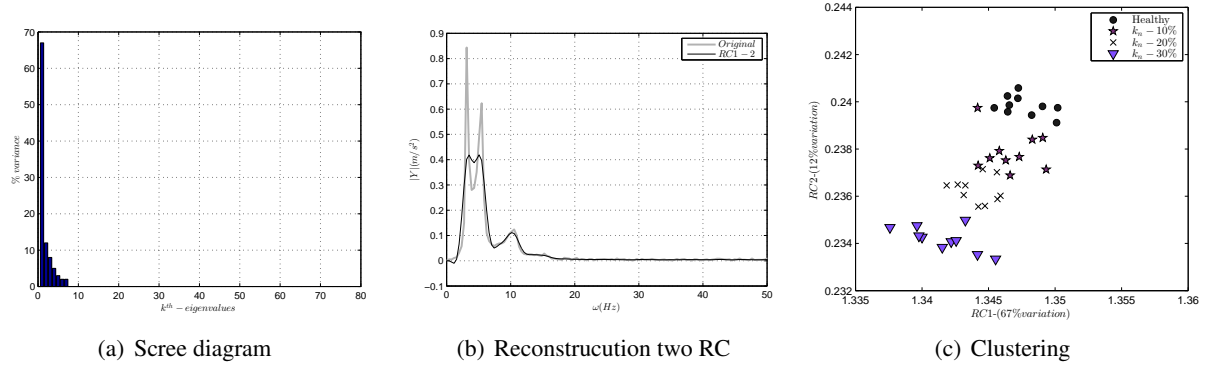 70
60
50
40
30
20
10
0
0 10 20 30 40 50 60 70 80
% variance
k^th − eigenvalues
(a) Scree diagram
0.9
0.8
0.7
0.6
0.5
0.4
0.3
0.2
0.1
0
−0.1
0 10 20 30 40 50
|Y|(m/s²)
ω(Hz)
Original
RC1 − 2
(b) Reconstrucution two RC
0.244
0.242
0.24
0.238
0.236
0.234
0.232
1.335 1.34 1.345 1.35 1.355 1.36
RC2-(12%variation)
RC1-(67%variation)
Healthy
k_n − 10%
k_n − 20%
k_n − 30%
(c) Clustering